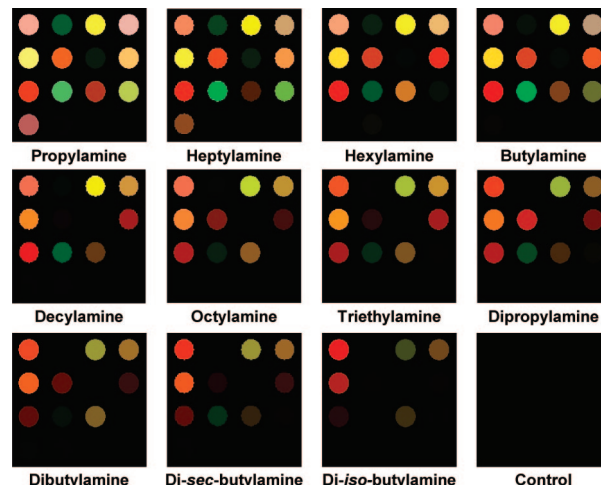 Propylamine Heptylamine Hexylamine Butylamine
Decylamine Octylamine Triethylamine Dipropylamine
Dibutylamine Di-sec-butylamine Di-iso-butylamine Control